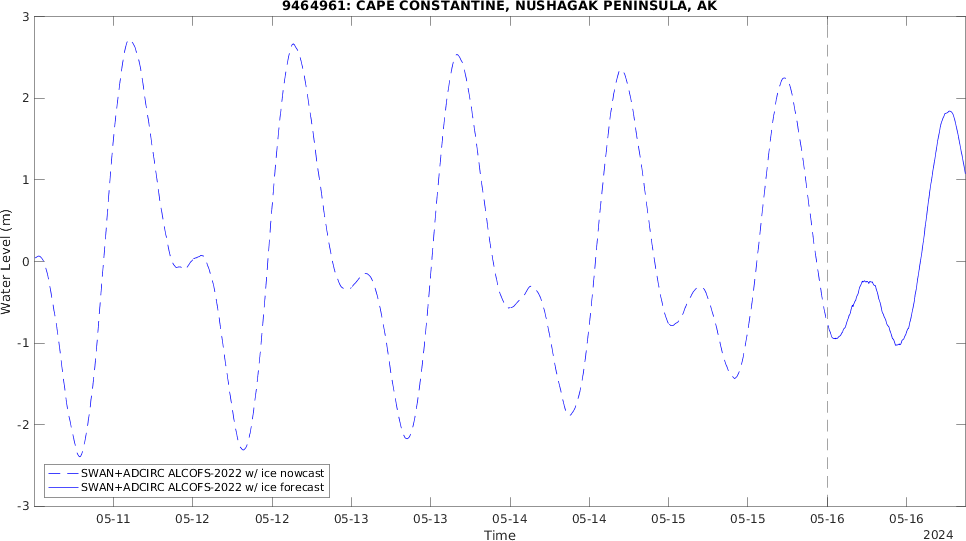 9464961: CAPE CONSTANTINE, NUSHAGAK PENINSULA, AK
3
2
1
0
-1
-2
-3
Water Level (m)
SWAN+ADCIRC ALCOFS-2022 w/ ice nowcast
SWAN+ADCIRC ALCOFS-2022 w/ ice forecast
05-11 05-12 05-12 05-13 05-13 05-14 05-14 05-15 05-15 05-16 05-16
Time
2024